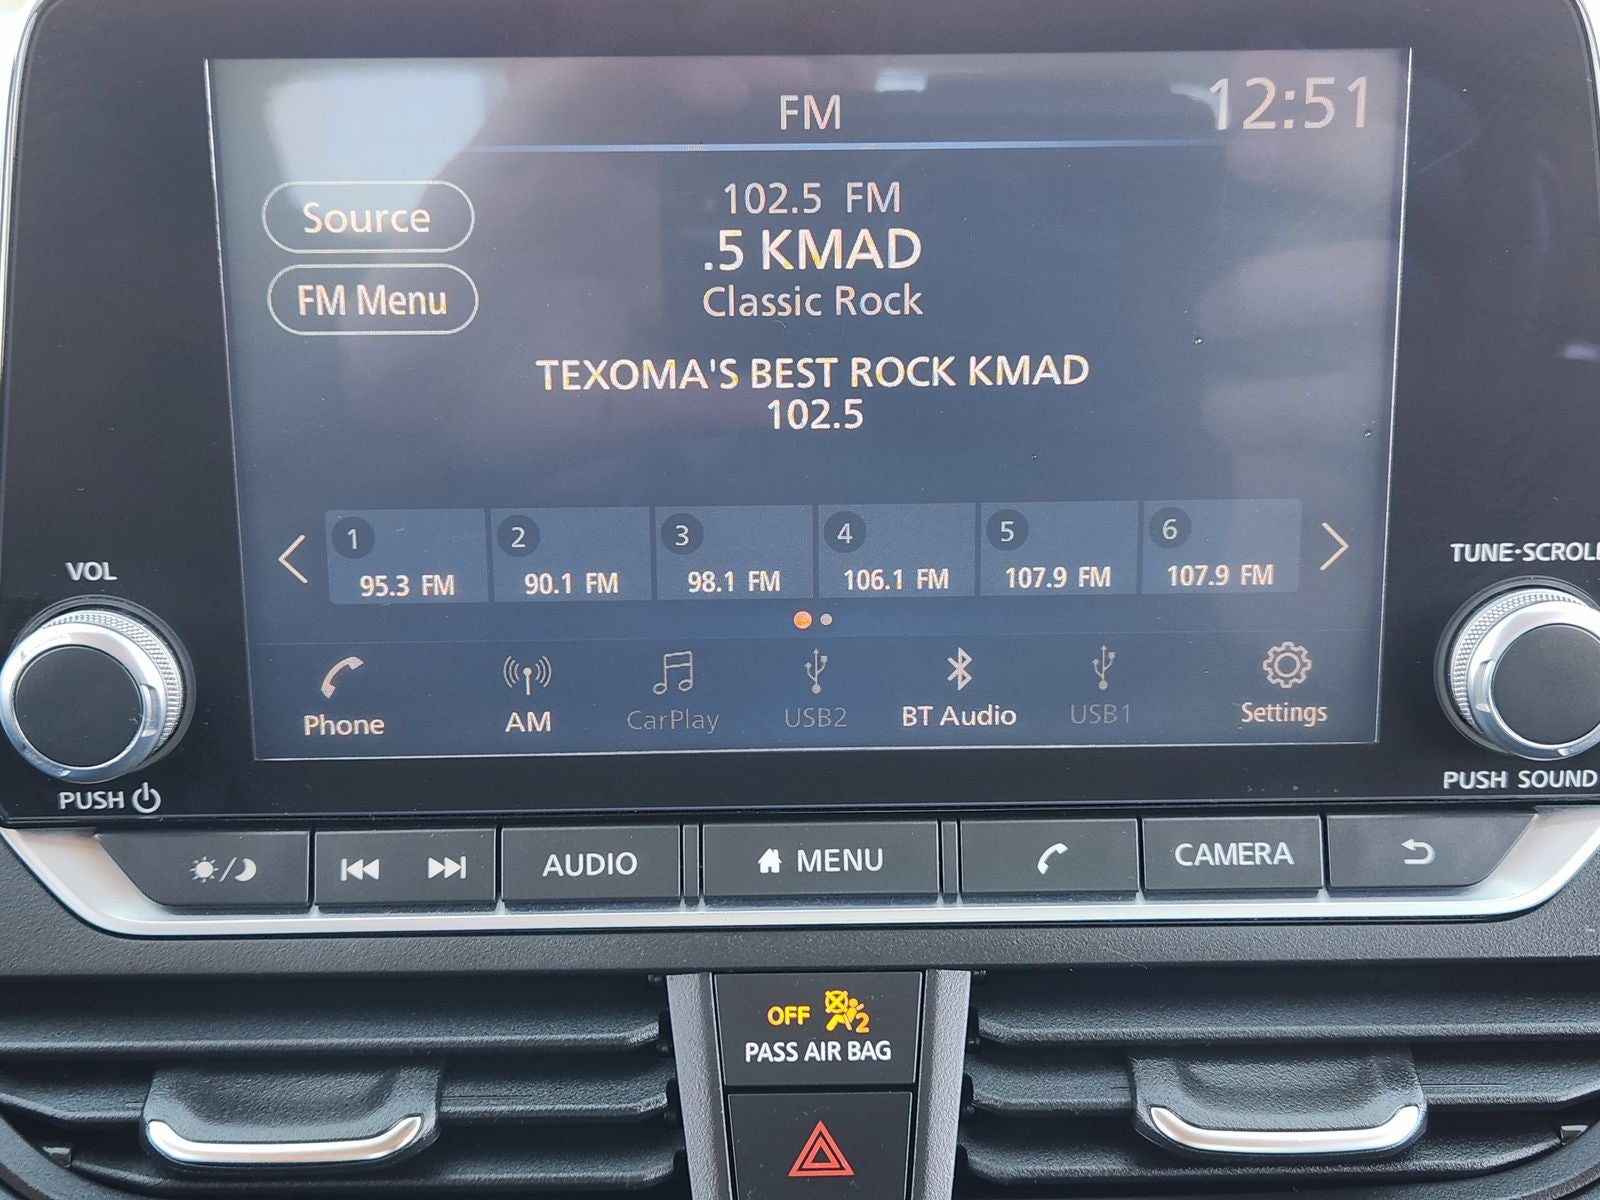 FM
12:51
Source
FM Menu
102.5 FM
.5 KMAD
Classic Rock
TEXOMA'S BEST ROCK KMAD
102.5
1 2 3 4 5 6
95.3 FM 90.1 FM 98.1 FM 106.1 FM 107.9 FM 107.9 FM
Phone AM CarPlay USB2 BT Audio USB1 Settings
VOL
PUSH
TUNE·SCROLL
PUSH SOUND
AUDIO MENU CAMERA
OFF 2
PASS AIR BAG